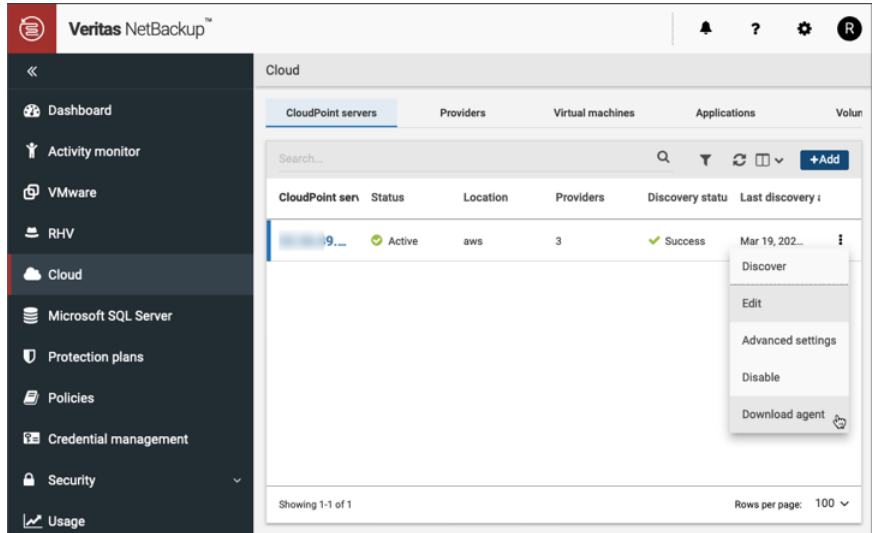 Veritas NetBackup™
?
R
«
Cloud
Dashboard
CloudPoint servers Providers Virtual machines Applications Volun
Activity monitor
Search...
+Add
VMware
CloudPoint serv Status Location Providers Discovery statu Last discovery a
RHV
9.... Active aws 3 Success Mar 19, 202...
Discover
Cloud
Edit
Microsoft SQL Server
Advanced settings
Protection plans
Disable
Policies
Download agent
Credential management
Security
Showing 1-1 of 1 Rows per page: 100
Usage